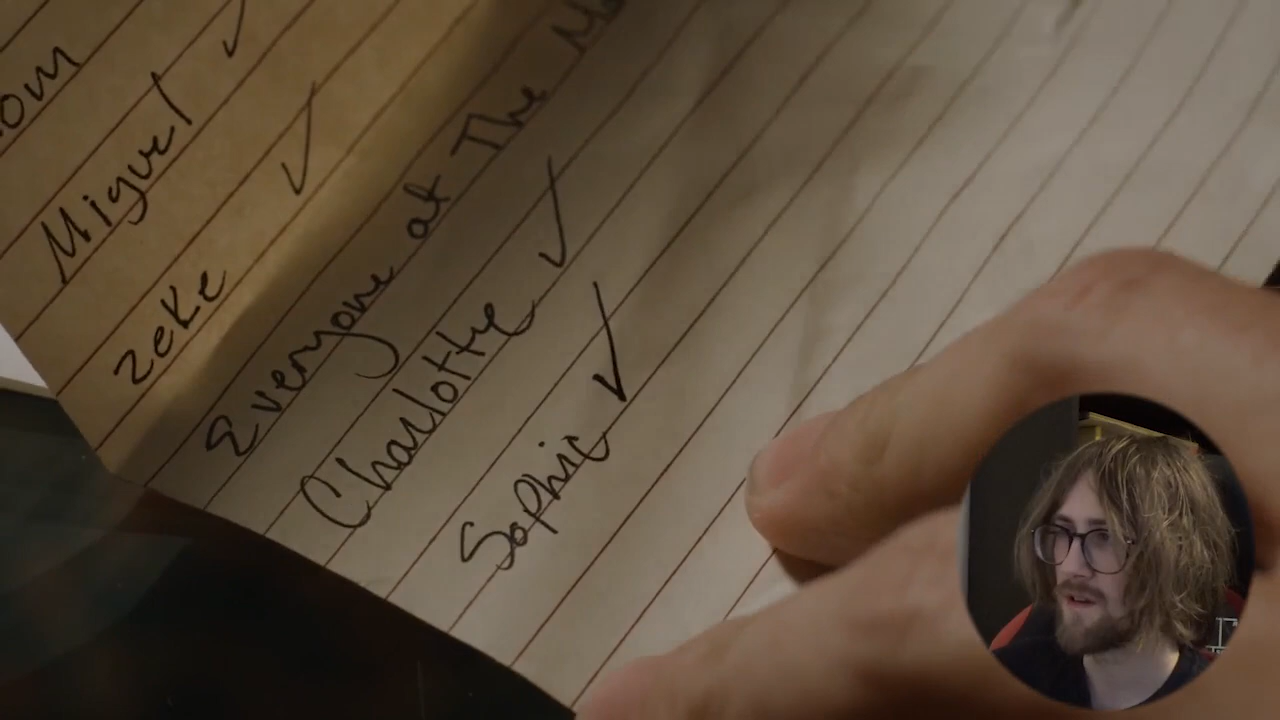 Miguel ✓
Zeke ✓
Everyone at The
Charlotte ✓
Sophie ✓